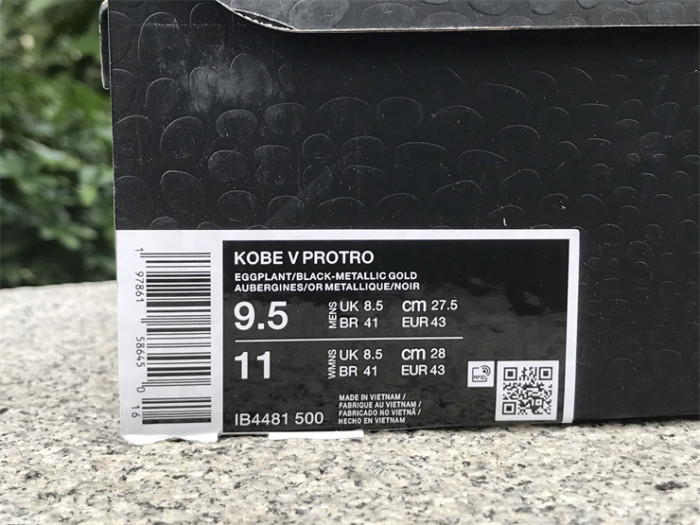 KOBE V PROTRO
EGGPLANT/BLACK-METALLIC GOLD
AUBERGINES/OR METALLIQUE/NOIR
9.5 MENS UK 8.5 cm 27.5
BR 41 EUR 43
11 WMNS UK 8.5 cm 28
BR 41 EUR 43
RFID
MADE IN VIETNAM /
FABRIQUE AU VIETNAM /
FABRICADO NO VIETNÃ /
HECHO EN VIETNAM
IB4481 500
1 97861 58645 0 16